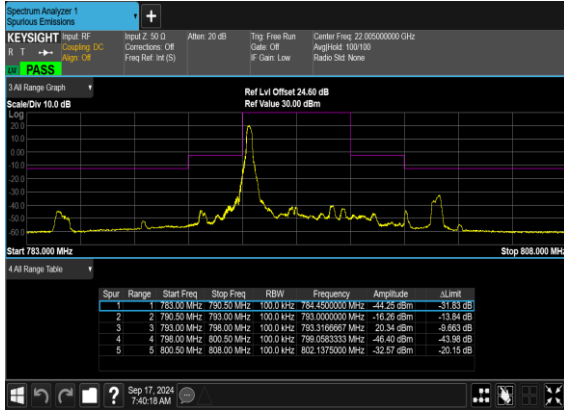 Spectrum Analyzer 1
Spurious Emissions
+
KEYSIGHT Input: RF Input Z: 50 Ω Atten: 20 dB Trig: Free Run Center Freq: 22.005000000 GHz
R T Coupling: DC Corrections: Off Gate: Off Avg|Hold: 100/100
Align: Off Freq Ref: Int (S) IF Gain: Low Radio Std: None
PASS
3 All Range Graph
Ref Lvl Offset 24.60 dB
Scale/Div 10.0 dB Ref Value 30.00 dBm
Log
20.0
10.0
0.00
-10.0
-20.0
-30.0
-40.0
-50.0
-60.0
Start 783.000 MHz Stop 808.000 MHz
4 All Range Table
Spur Range Start Freq Stop Freq RBW Frequency Amplitude ΔLimit
1 1 783.00 MHz 790.50 MHz 100.0 kHz 784.4500000 MHz -44.25 dBm -31.83 dB
2 2 790.50 MHz 793.00 MHz 100.0 kHz 793.0000000 MHz -16.26 dBm -13.84 dB
3 3 793.00 MHz 798.00 MHz 100.0 kHz 793.3166667 MHz 20.34 dBm -9.663 dB
4 4 798.00 MHz 800.50 MHz 100.0 kHz 799.0583333 MHz -46.40 dBm -43.98 dB
5 5 800.50 MHz 808.00 MHz 100.0 kHz 802.1375000 MHz -32.57 dBm -20.15 dB
? Sep 17, 2024
7:40:18 AM